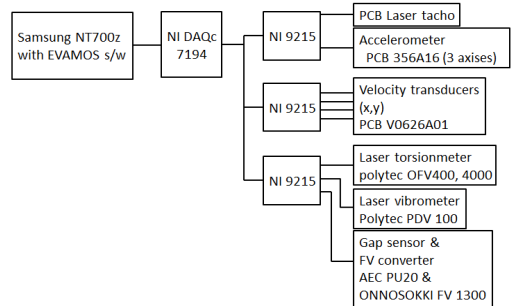 Samsung NT700z
with EVAMOS s/w
NI DAQc
7194
NI 9215
PCB Laser tacho
Accelerometer
PCB 356A16 (3 axises)
NI 9215
Velocity transducers
(x,y)
PCB V0626A01
NI 9215
Laser torsionmeter
polytec OFV400, 4000
Laser vibrometer
Polytec PDV 100
Gap sensor &
FV converter
AEC PU20 &
ONNOSOKKI FV 1300